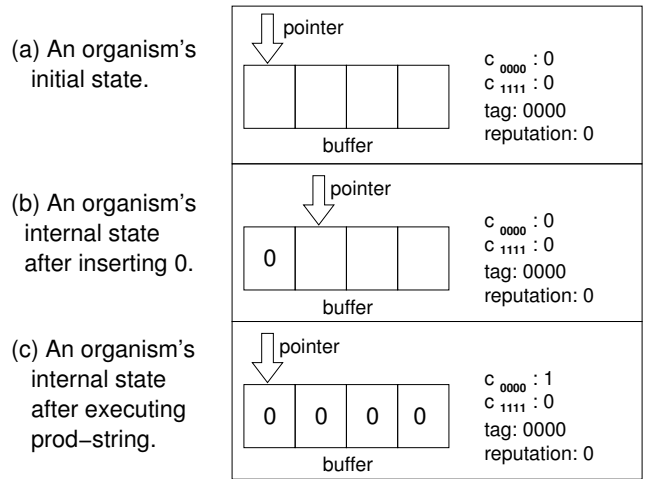 (a) An organism's
initial state.
pointer
buffer
c 0000 : 0
c 1111 : 0
tag: 0000
reputation: 0
(b) An organism's
internal state
after inserting 0.
pointer
0
buffer
c 0000 : 0
c 1111 : 0
tag: 0000
reputation: 0
(c) An organism's
internal state
after executing
prod−string.
pointer
0 0 0 0
buffer
c 0000 : 1
c 1111 : 0
tag: 0000
reputation: 0